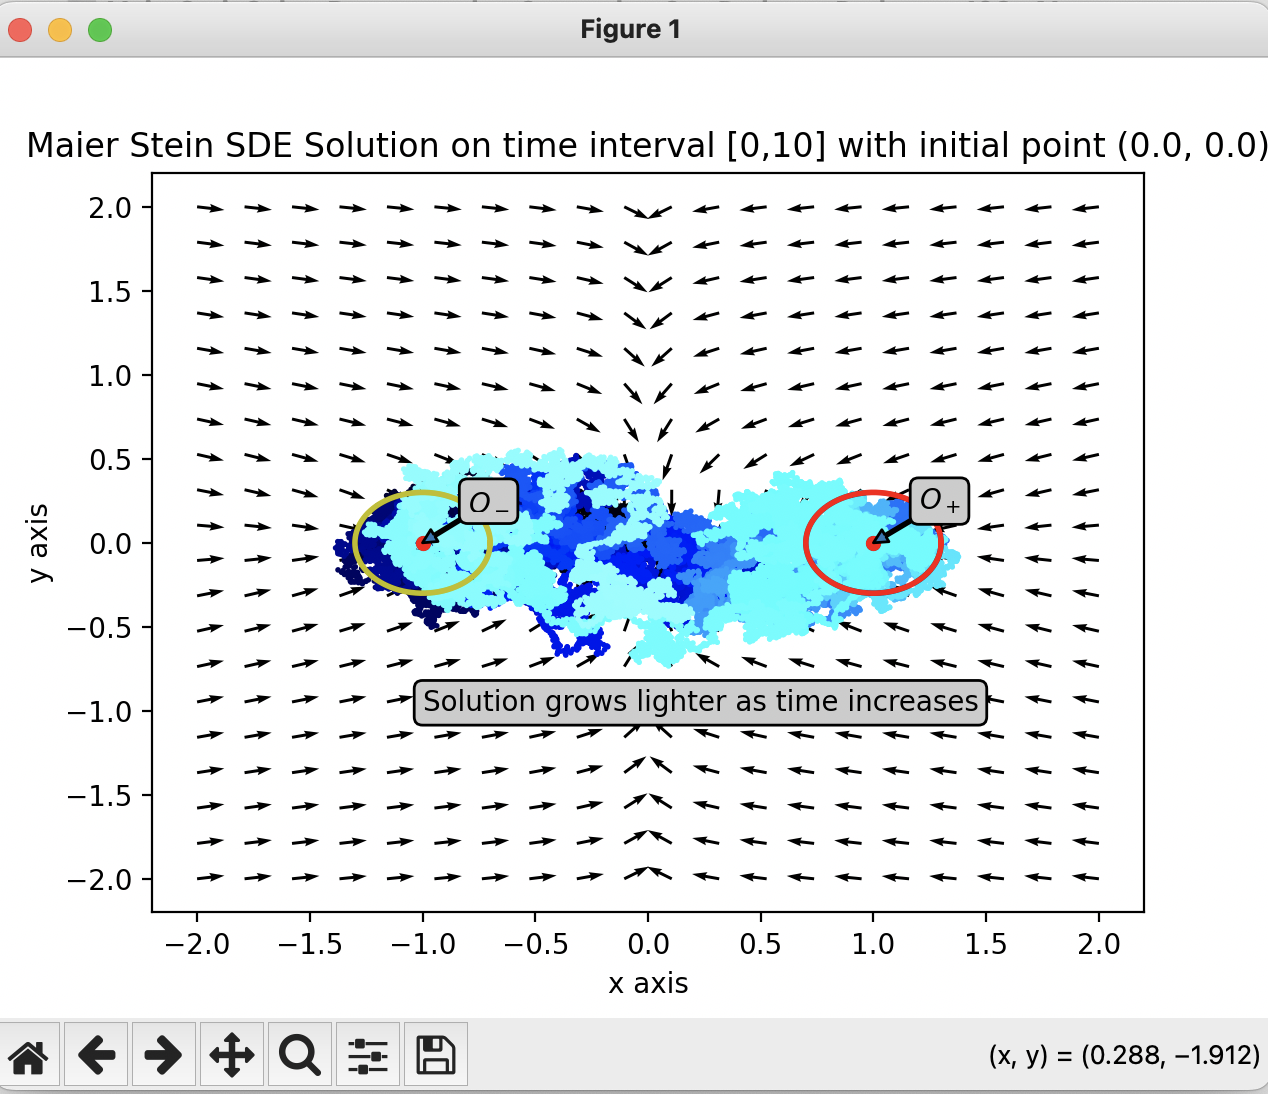 Figure 1
Maier Stein SDE Solution on time interval [0,10] with initial point (0.0, 0.0)
2.0
1.5
1.0
0.5
0.0
−0.5
−1.0
−1.5
−2.0
y axis
O−
O+
Solution grows lighter as time increases
−2.0 −1.5 −1.0 −0.5 0.0 0.5 1.0 1.5 2.0
x axis
(x, y) = (0.288, −1.912)